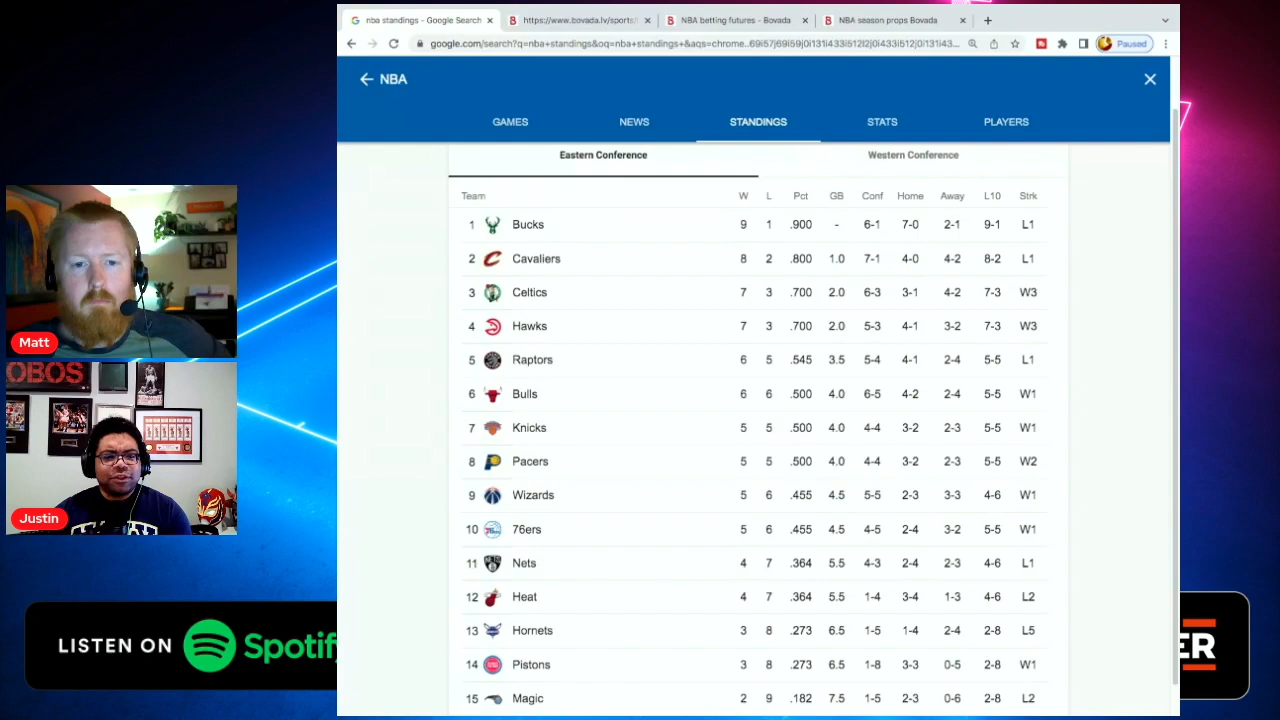 nba standings - Google Search
https://www.bovada.lv/sports/
NBA betting futures - Bovada
NBA season props Bovada
google.com/search?q=nba+standings&oq=nba+standings+&aqs=chrome..69i57j69i59j0i131i433i512l2j0i433i512j0i131i43...
Paused
NBA
GAMES NEWS STANDINGS STATS PLAYERS
Eastern Conference Western Conference
Team W L Pct GB Conf Home Away L10 Strk
1 Bucks 9 1 .900 - 6-1 7-0 2-1 9-1 L1
2 Cavaliers 8 2 .800 1.0 7-1 4-0 4-2 8-2 L1
3 Celtics 7 3 .700 2.0 6-3 3-1 4-2 7-3 W3
4 Hawks 7 3 .700 2.0 5-3 4-1 3-2 7-3 W3
5 Raptors 6 5 .545 3.5 5-4 4-1 2-4 5-5 L1
6 Bulls 6 6 .500 4.0 6-5 4-2 2-4 5-5 W1
7 Knicks 5 5 .500 4.0 4-4 3-2 2-3 5-5 W1
8 Pacers 5 5 .500 4.0 4-4 3-2 2-3 5-5 W2
9 Wizards 5 6 .455 4.5 5-5 2-3 3-3 4-6 W1
10 76ers 5 6 .455 4.5 4-5 2-4 3-2 5-5 W1
11 Nets 4 7 .364 5.5 4-3 2-4 2-3 4-6 L1
12 Heat 4 7 .364 5.5 1-4 3-4 1-3 4-6 L2
13 Hornets 3 8 .273 6.5 1-5 1-4 2-4 2-8 L5
14 Pistons 3 8 .273 6.5 1-8 3-3 0-5 2-8 W1
15 Magic 2 9 .182 7.5 1-5 2-3 0-6 2-8 L2
Matt
OBOS
Justin
LISTEN ON Spotify
ER